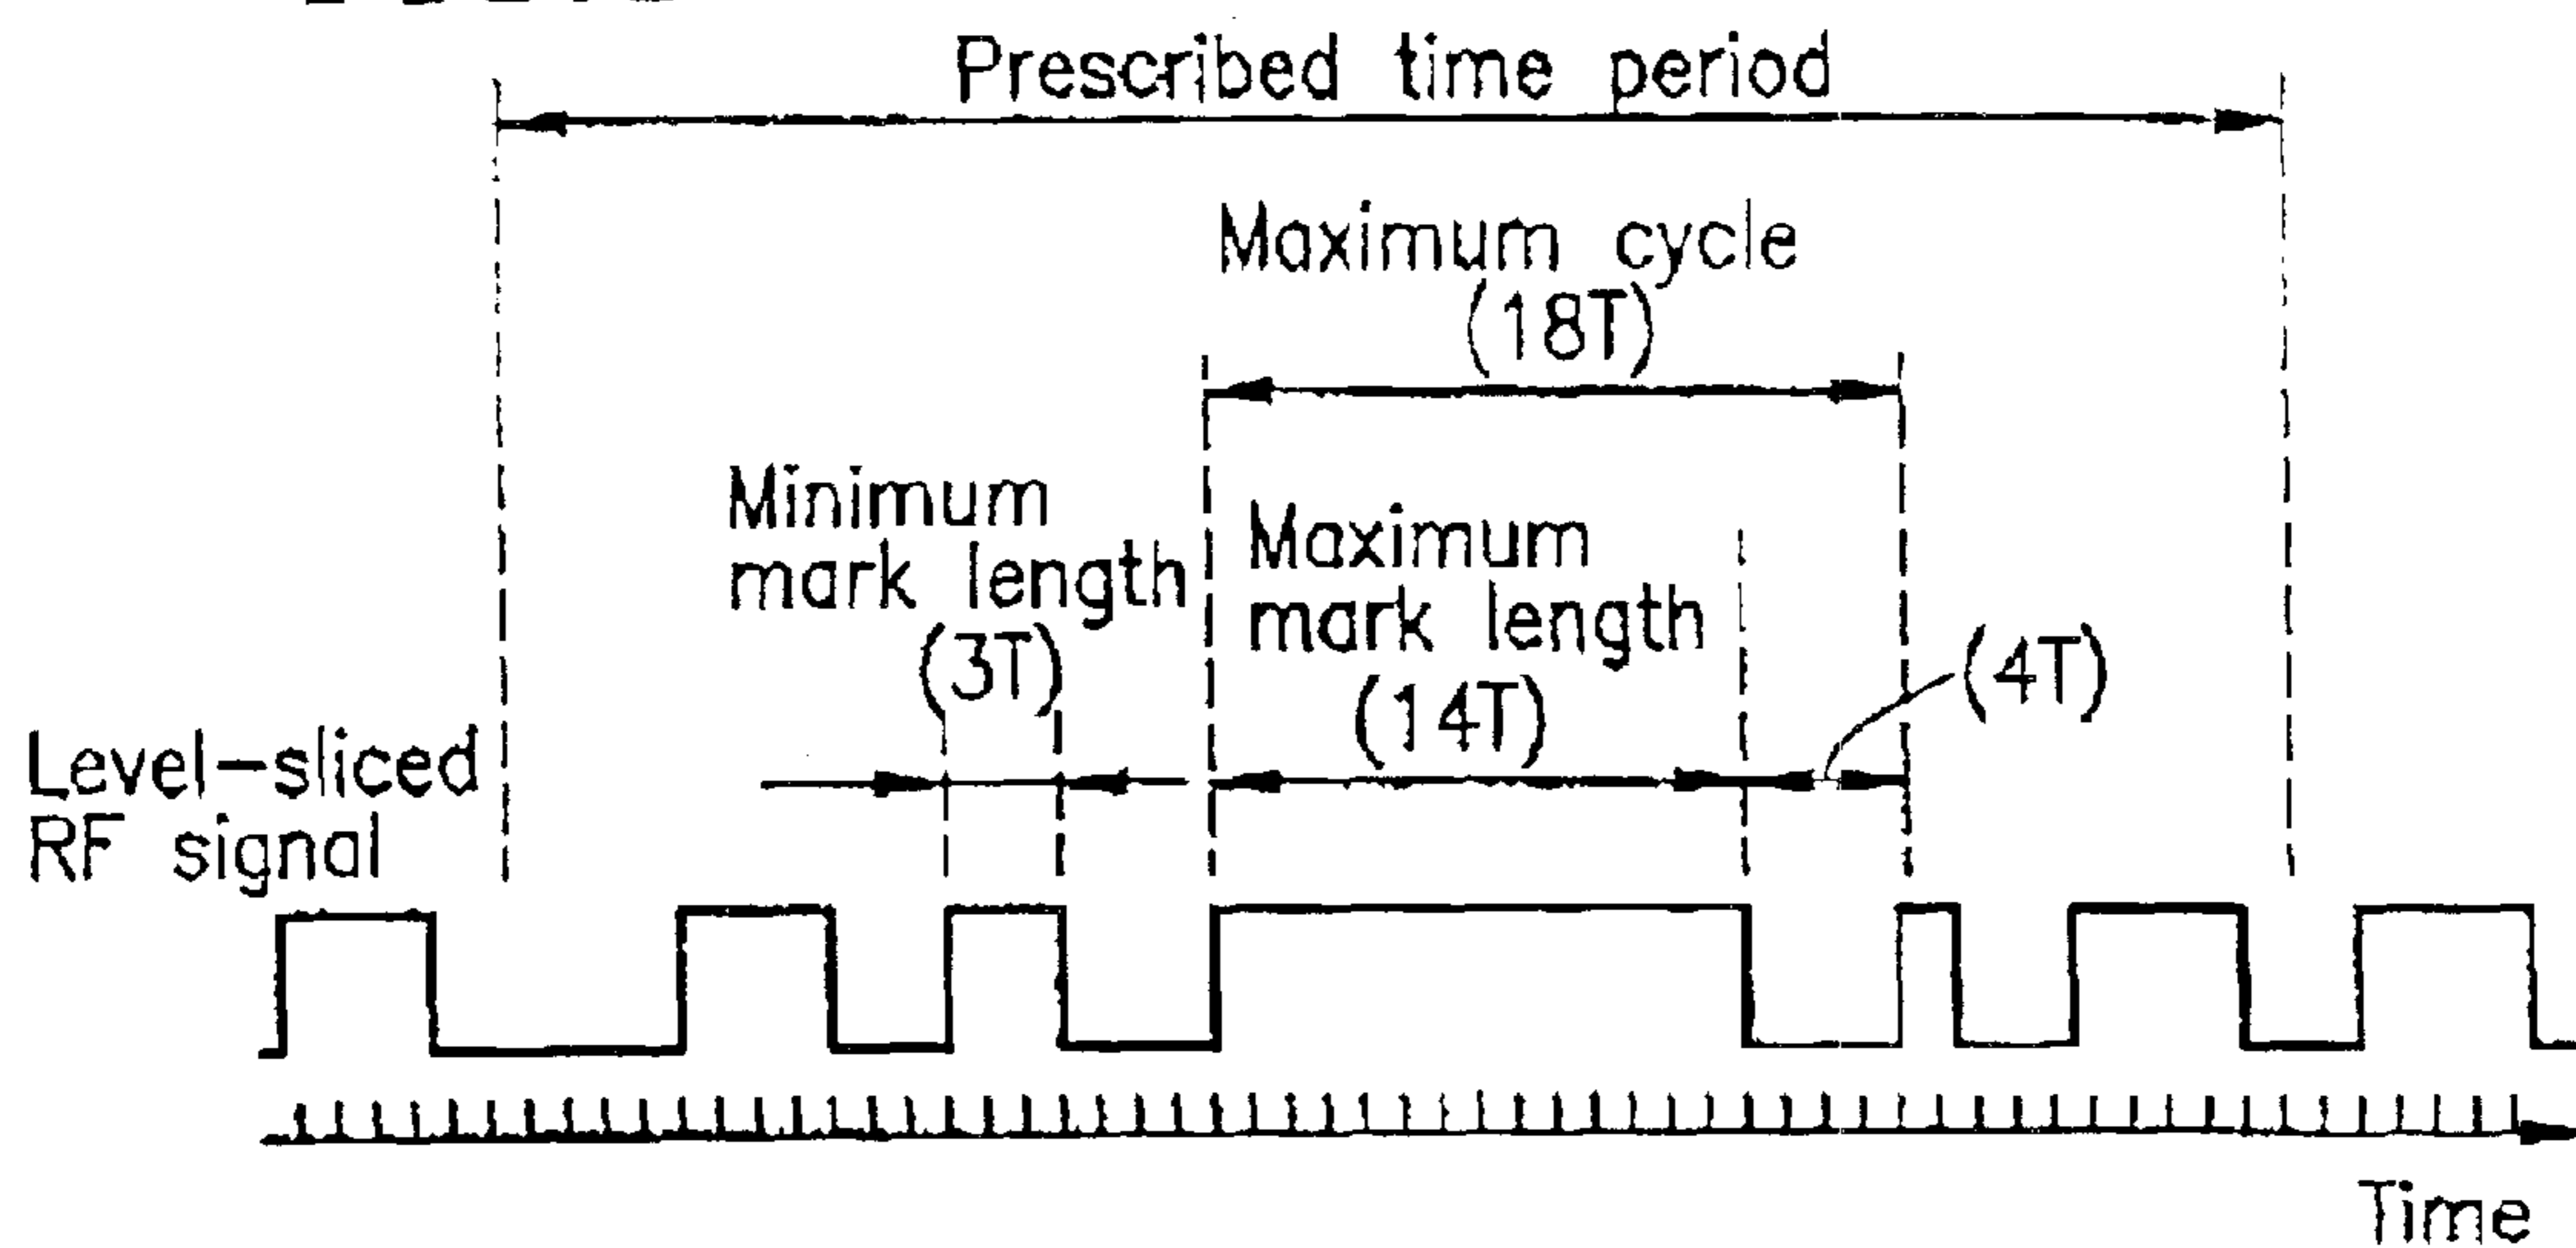 Prescribed time period
Maximum cycle
(18T)
Minimum
mark length
(3T)
Maximum
mark length
(14T)
(4T)
Level-sliced
RF signal
Time